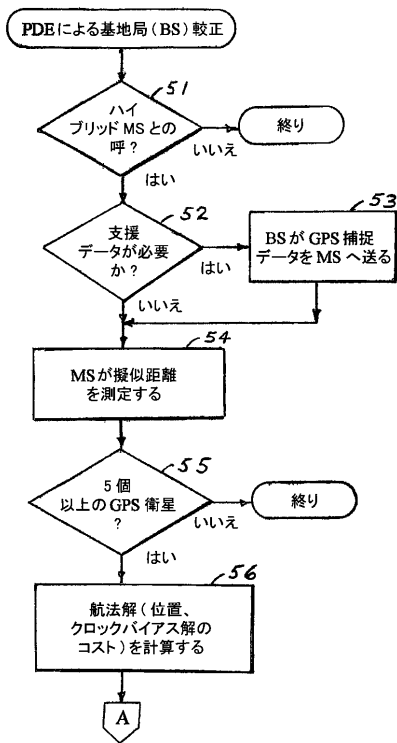 PDEによる基地局(BS)較正
51
ハイ
ブリッドMSとの
呼?
いいえ
終り
はい
52
支援
データが必要
か?
はい
いいえ
53
BSがGPS捕捉
データをMSへ送る
54
MSが擬似距離
を測定する
55
5個
以上のGPS衛星
?
いいえ
終り
はい
56
航法解(位置、
クロックバイアス解の
コスト)を計算する
A